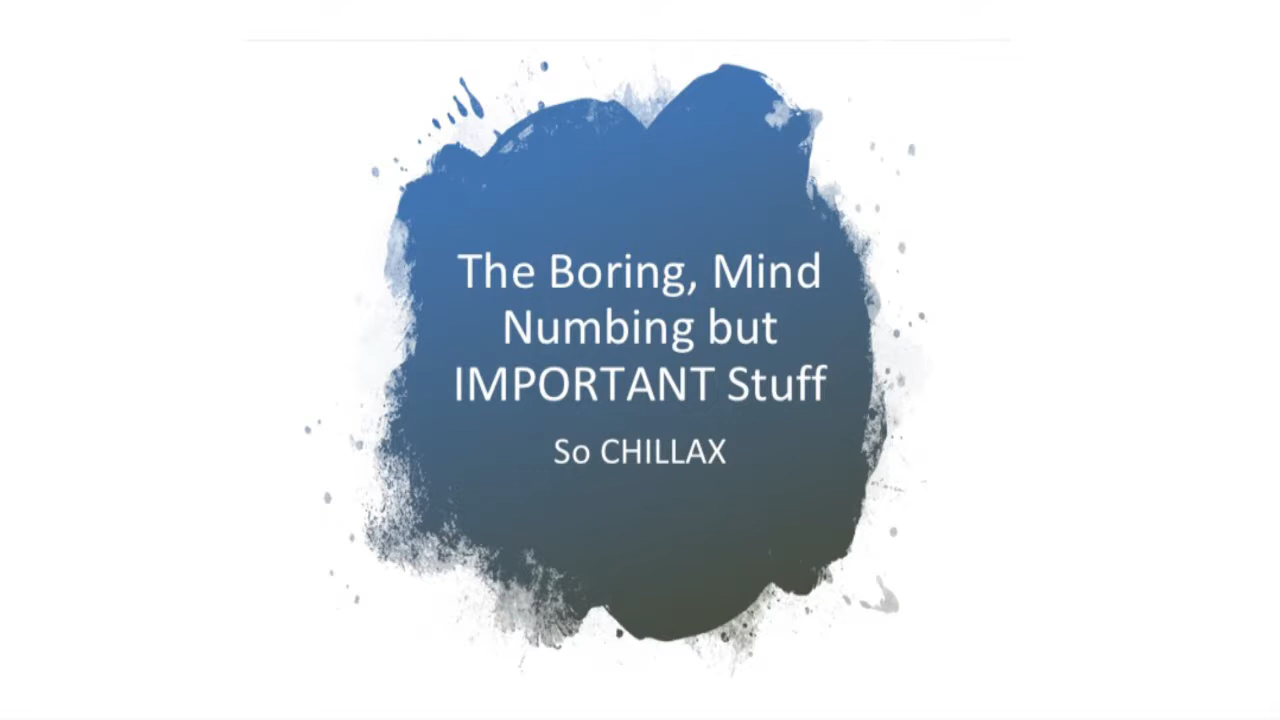 The Boring, Mind
Numbing but
IMPORTANT Stuff
So CHILLAX